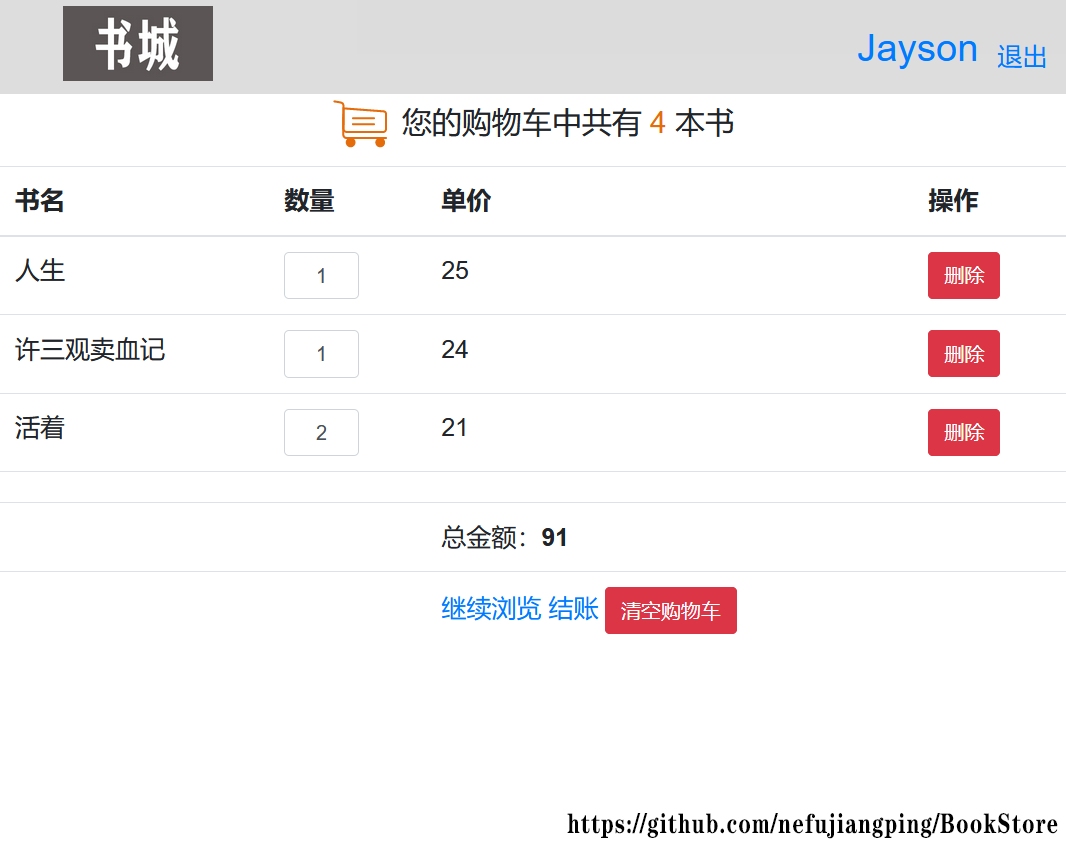 书城
Jayson 退出
您的购物车中共有 4 本书
书名 数量 单价 操作
人生 1 25 删除
许三观卖血记 1 24 删除
活着 2 21 删除
总金额：91
继续浏览 结账 清空购物车
https://github.com/nefujiangping/BookStore